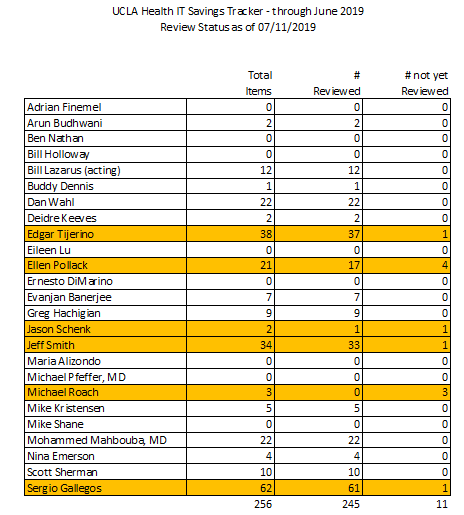 UCLA Health IT Savings Tracker - through June 2019
Review Status as of 07/11/2019
Total # # not yet
Items Reviewed Reviewed
Adrian Finemel 0 0 0
Arun Budhwani 2 2 0
Ben Nathan 0 0 0
Bill Holloway 0 0 0
Bill Lazarus (acting) 12 12 0
Buddy Dennis 1 1 0
Dan Wahl 22 22 0
Deidre Keeves 2 2 0
Edgar Tijerino 38 37 1
Eileen Lu 0 0 0
Ellen Pollack 21 17 4
Ernesto DiMarino 0 0 0
Evanjan Banerjee 7 7 0
Greg Hachigian 9 9 0
Jason Schenk 2 1 1
Jeff Smith 34 33 1
Maria Alizondo 0 0 0
Michael Pfeffer, MD 0 0 0
Michael Roach 3 0 3
Mike Kristensen 5 5 0
Mike Shane 0 0 0
Mohammed Mahbouba, MD 22 22 0
Nina Emerson 4 4 0
Scott Sherman 10 10 0
Sergio Gallegos 62 61 1
256 245 11